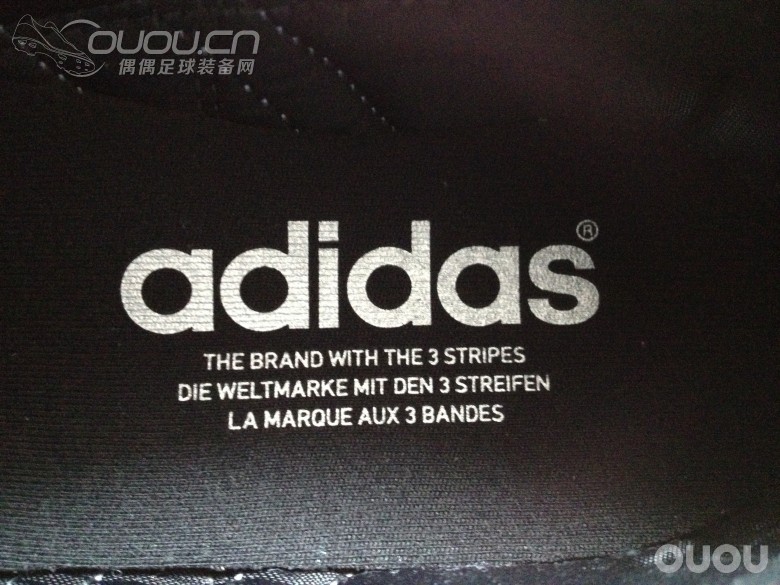 OUOU.CN
偶偶足球装备网
adidas®
THE BRAND WITH THE 3 STRIPES
DIE WELTMARKE MIT DEN 3 STREIFEN
LA MARQUE AUX 3 BANDES
OUOU